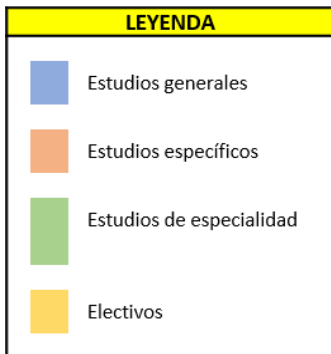 LEYENDA
Estudios generales
Estudios específicos
Estudios de especialidad
Electivos